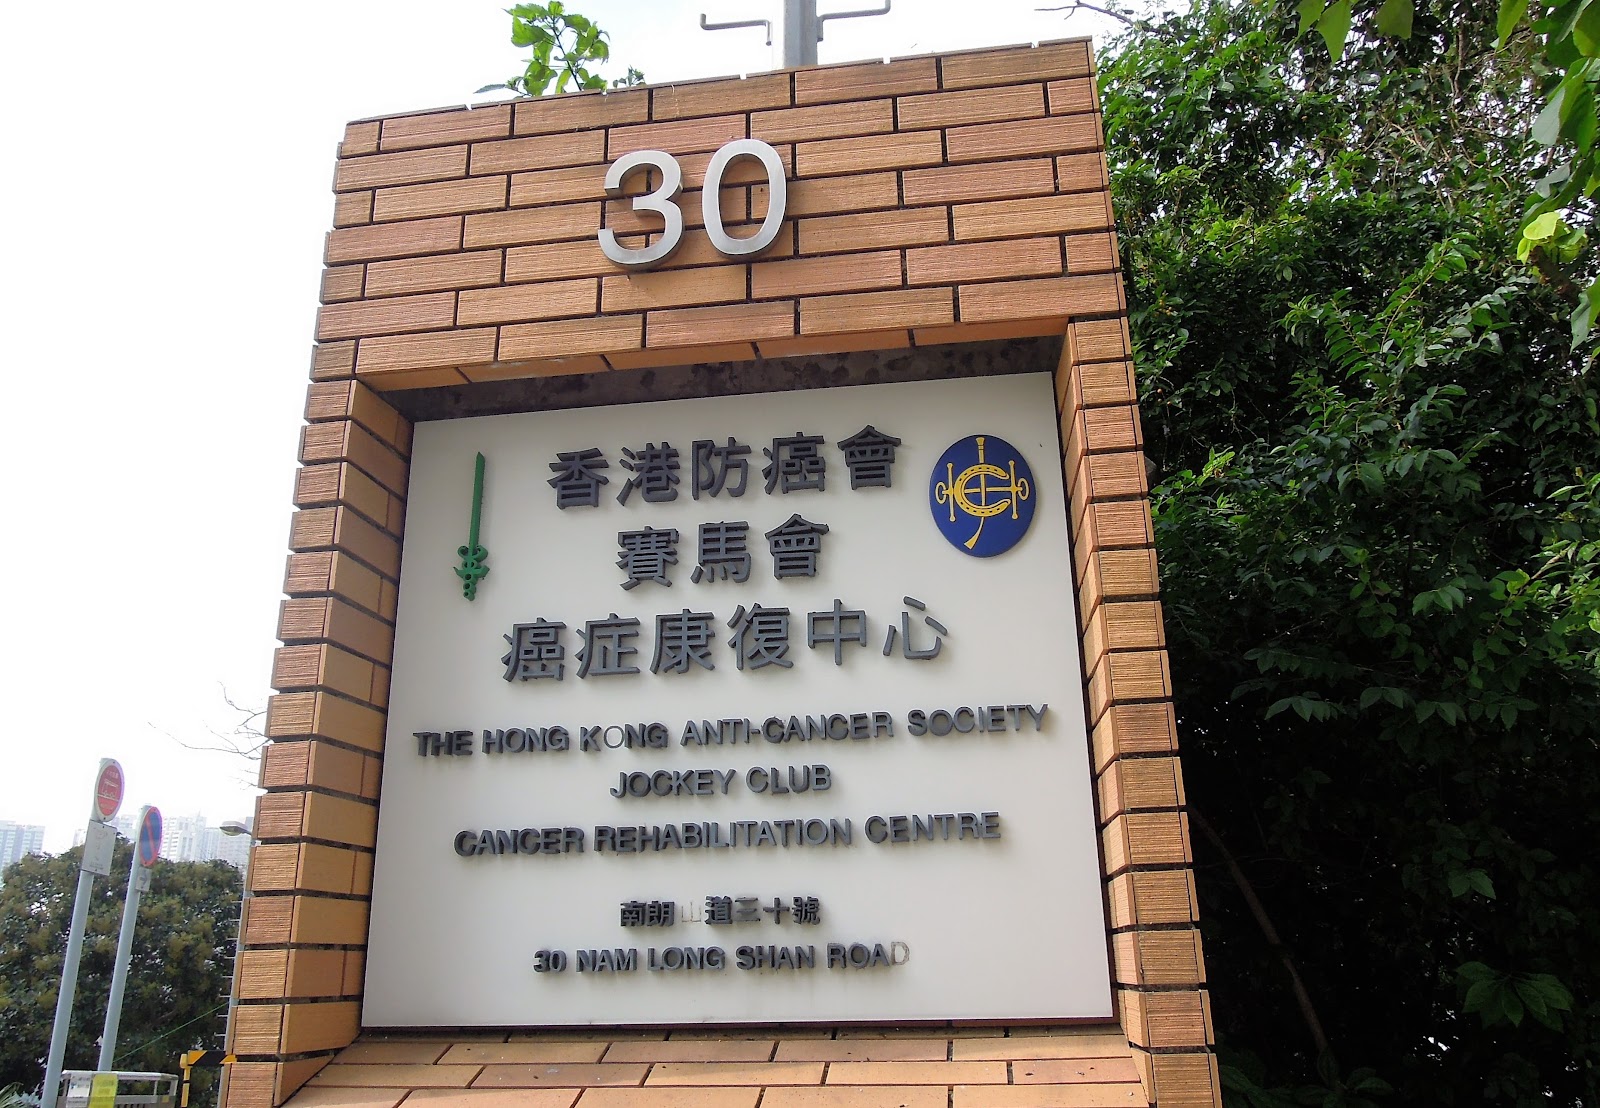 30
香港防癌會
賽馬會
癌症康復中心
THE HONG KONG ANTI-CANCER SOCIETY
JOCKEY CLUB
CANCER REHABILITATION CENTRE
南朗山道三十號
30 NAM LONG SHAN ROAD